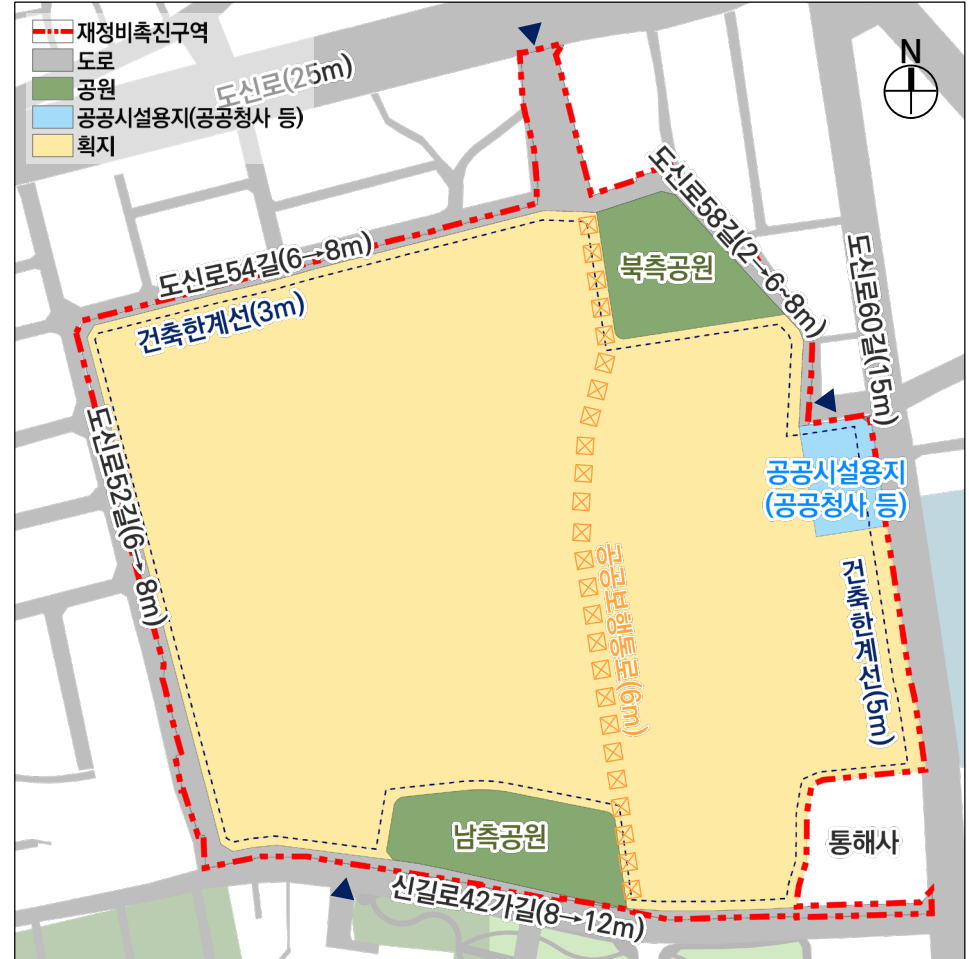 재정비촉진구역
도로
공원
공공시설용지(공공청사 등)
획지
도신로(25m)
N
도신로58길(2→6~8m)
도신로54길(6→8m)
북측공원
도신로60길(15m)
건축한계선(3m)
도신로52길(6→8m)
공공시설용지
(공공청사 등)
공공보행통로(6m)
건축한계선(5m)
남측공원
통해사
신길로42가길(8→12m)